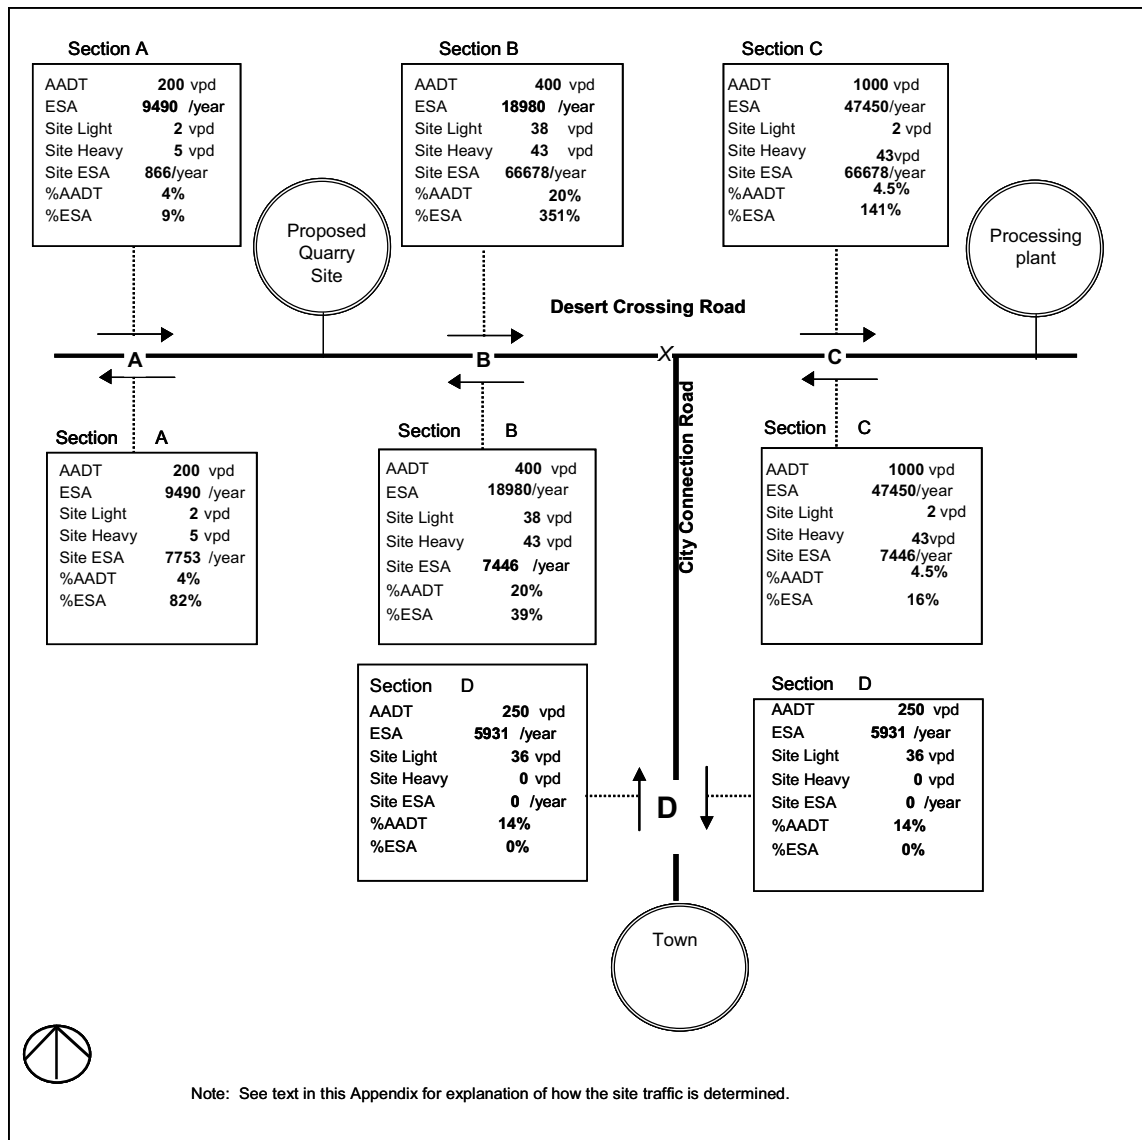 Section A
AADT 200 vpd
ESA 9490 /year
Site Light 2 vpd
Site Heavy 5 vpd
Site ESA 866/year
%AADT 4%
%ESA 9%
Section B
AADT 400 vpd
ESA 18980 /year
Site Light 38 vpd
Site Heavy 43 vpd
Site ESA 66678/year
%AADT 20%
%ESA 351%
Section C
AADT 1000 vpd
ESA 47450/year
Site Light 2 vpd
Site Heavy 43vpd
Site ESA 66678/year
%AADT 4.5%
%ESA 141%
Proposed
Quarry
Site
Processing
plant
Desert Crossing Road
A
B
X
C
City Connection Road
Section A
AADT 200 vpd
ESA 9490 /year
Site Light 2 vpd
Site Heavy 5 vpd
Site ESA 7753 /year
%AADT 4%
%ESA 82%
Section B
AADT 400 vpd
ESA 18980/year
Site Light 38 vpd
Site Heavy 43 vpd
Site ESA 7446 /year
%AADT 20%
%ESA 39%
Section C
AADT 1000 vpd
ESA 47450/year
Site Light 2 vpd
Site Heavy 43vpd
Site ESA 7446/year
%AADT 4.5%
%ESA 16%
Section D
AADT 250 vpd
ESA 5931 /year
Site Light 36 vpd
Site Heavy 0 vpd
Site ESA 0 /year
%AADT 14%
%ESA 0%
D
Section D
AADT 250 vpd
ESA 5931 /year
Site Light 36 vpd
Site Heavy 0 vpd
Site ESA 0 /year
%AADT 14%
%ESA 0%
Town
Note: See text in this Appendix for explanation of how the site traffic is determined.